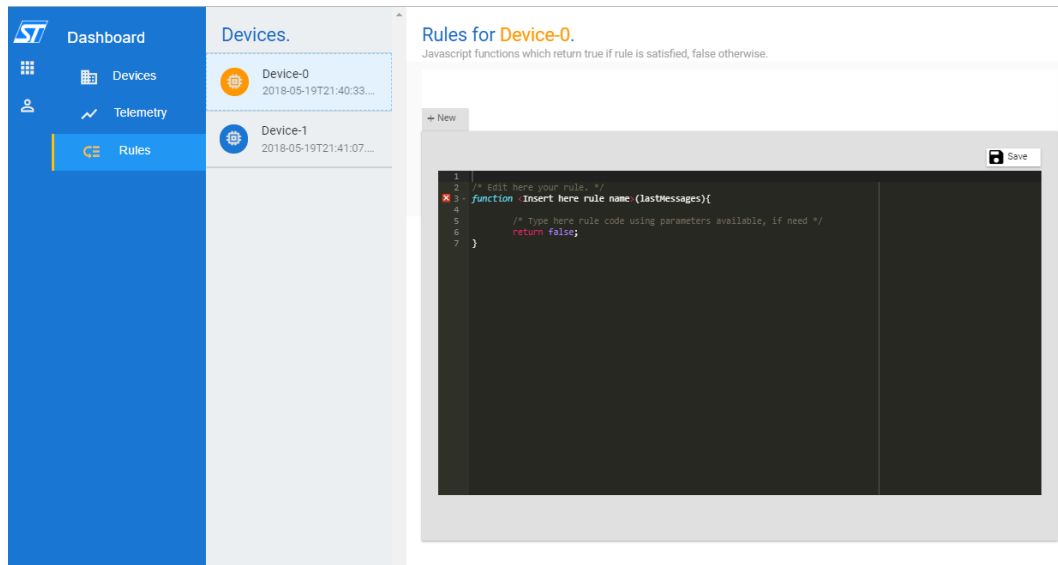 ST
Dashboard
Devices
Telemetry
Rules
Devices.
Device-0
2018-05-19T21:40:33....
Device-1
2018-05-19T21:41:07....
Rules for Device-0.
Javascript functions which return true if rule is satisfied, false otherwise.
+ New
Save
1
2 /* Edit here your rule. */
3 function <Insert here rule name>(lastMessages){
4
5 /* Type here rule code using parameters available, if need */
6 return false;
7 }